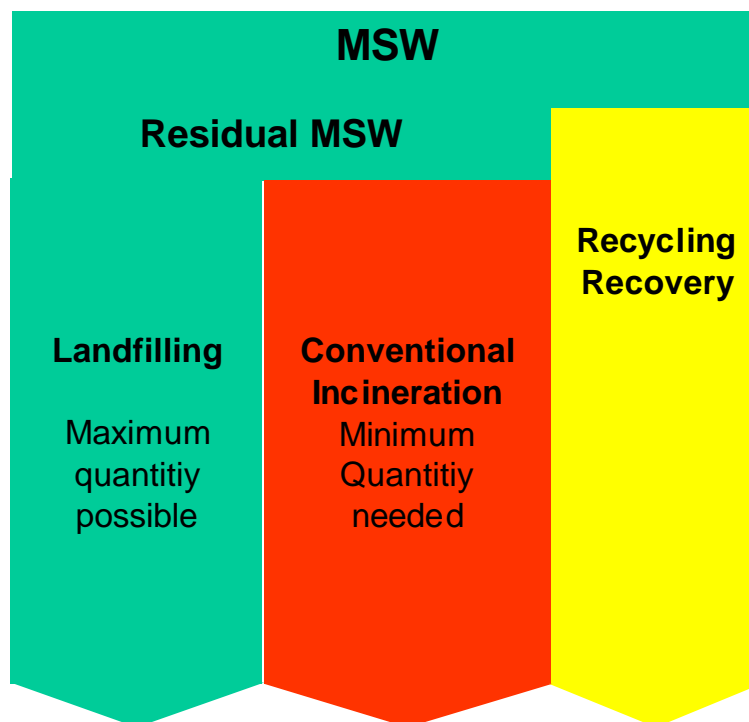 MSW
Residual MSW
Landfilling
Maximum
quantitiy
possible
Conventional
Incineration
Minimum
Quantitiy
needed
Recycling
Recovery